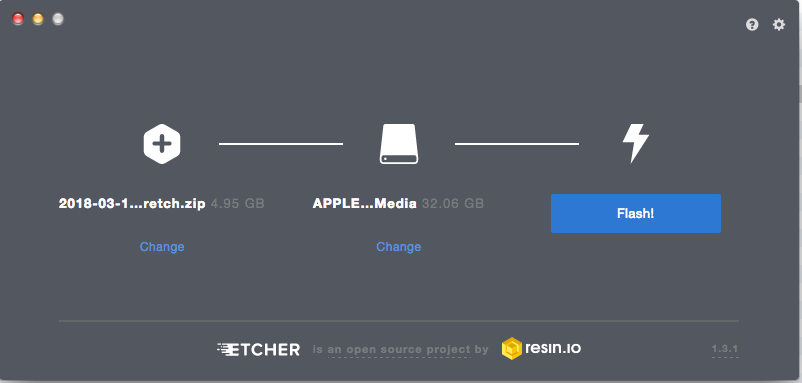 2018-03-1...retch.zip 4.95 GB
APPLE...Media 32.06 GB
Flash!
Change
Change
ETCHER is an open source project by resin.io
1.3.1